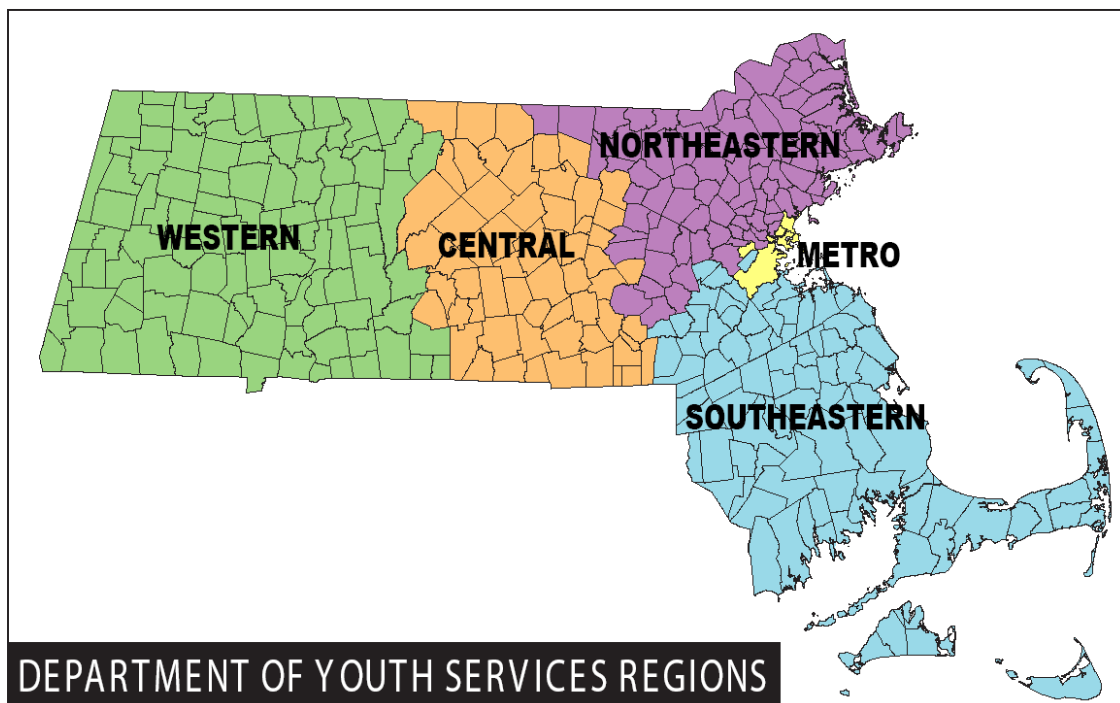 NORTHEASTERN
WESTERN
CENTRAL
METRO
SOUTHEASTERN
DEPARTMENT OF YOUTH SERVICES REGIONS